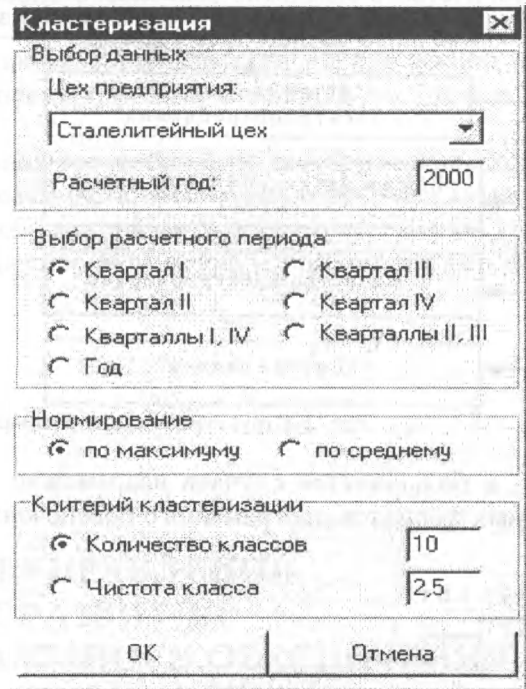 Кластеризация
Выбор данных
Цех предприятия:
Сталелитейный цех
Расчетный год: 2000
Выбор расчетного периода
Квартал I Квартал III
Квартал II Квартал IV
Кварталлы I, IV Кварталлы II, III
Год
Нормирование
по максимуму по среднему
Критерий кластеризации
Количество классов 10
Чистота класса 2,5
OK Отмена